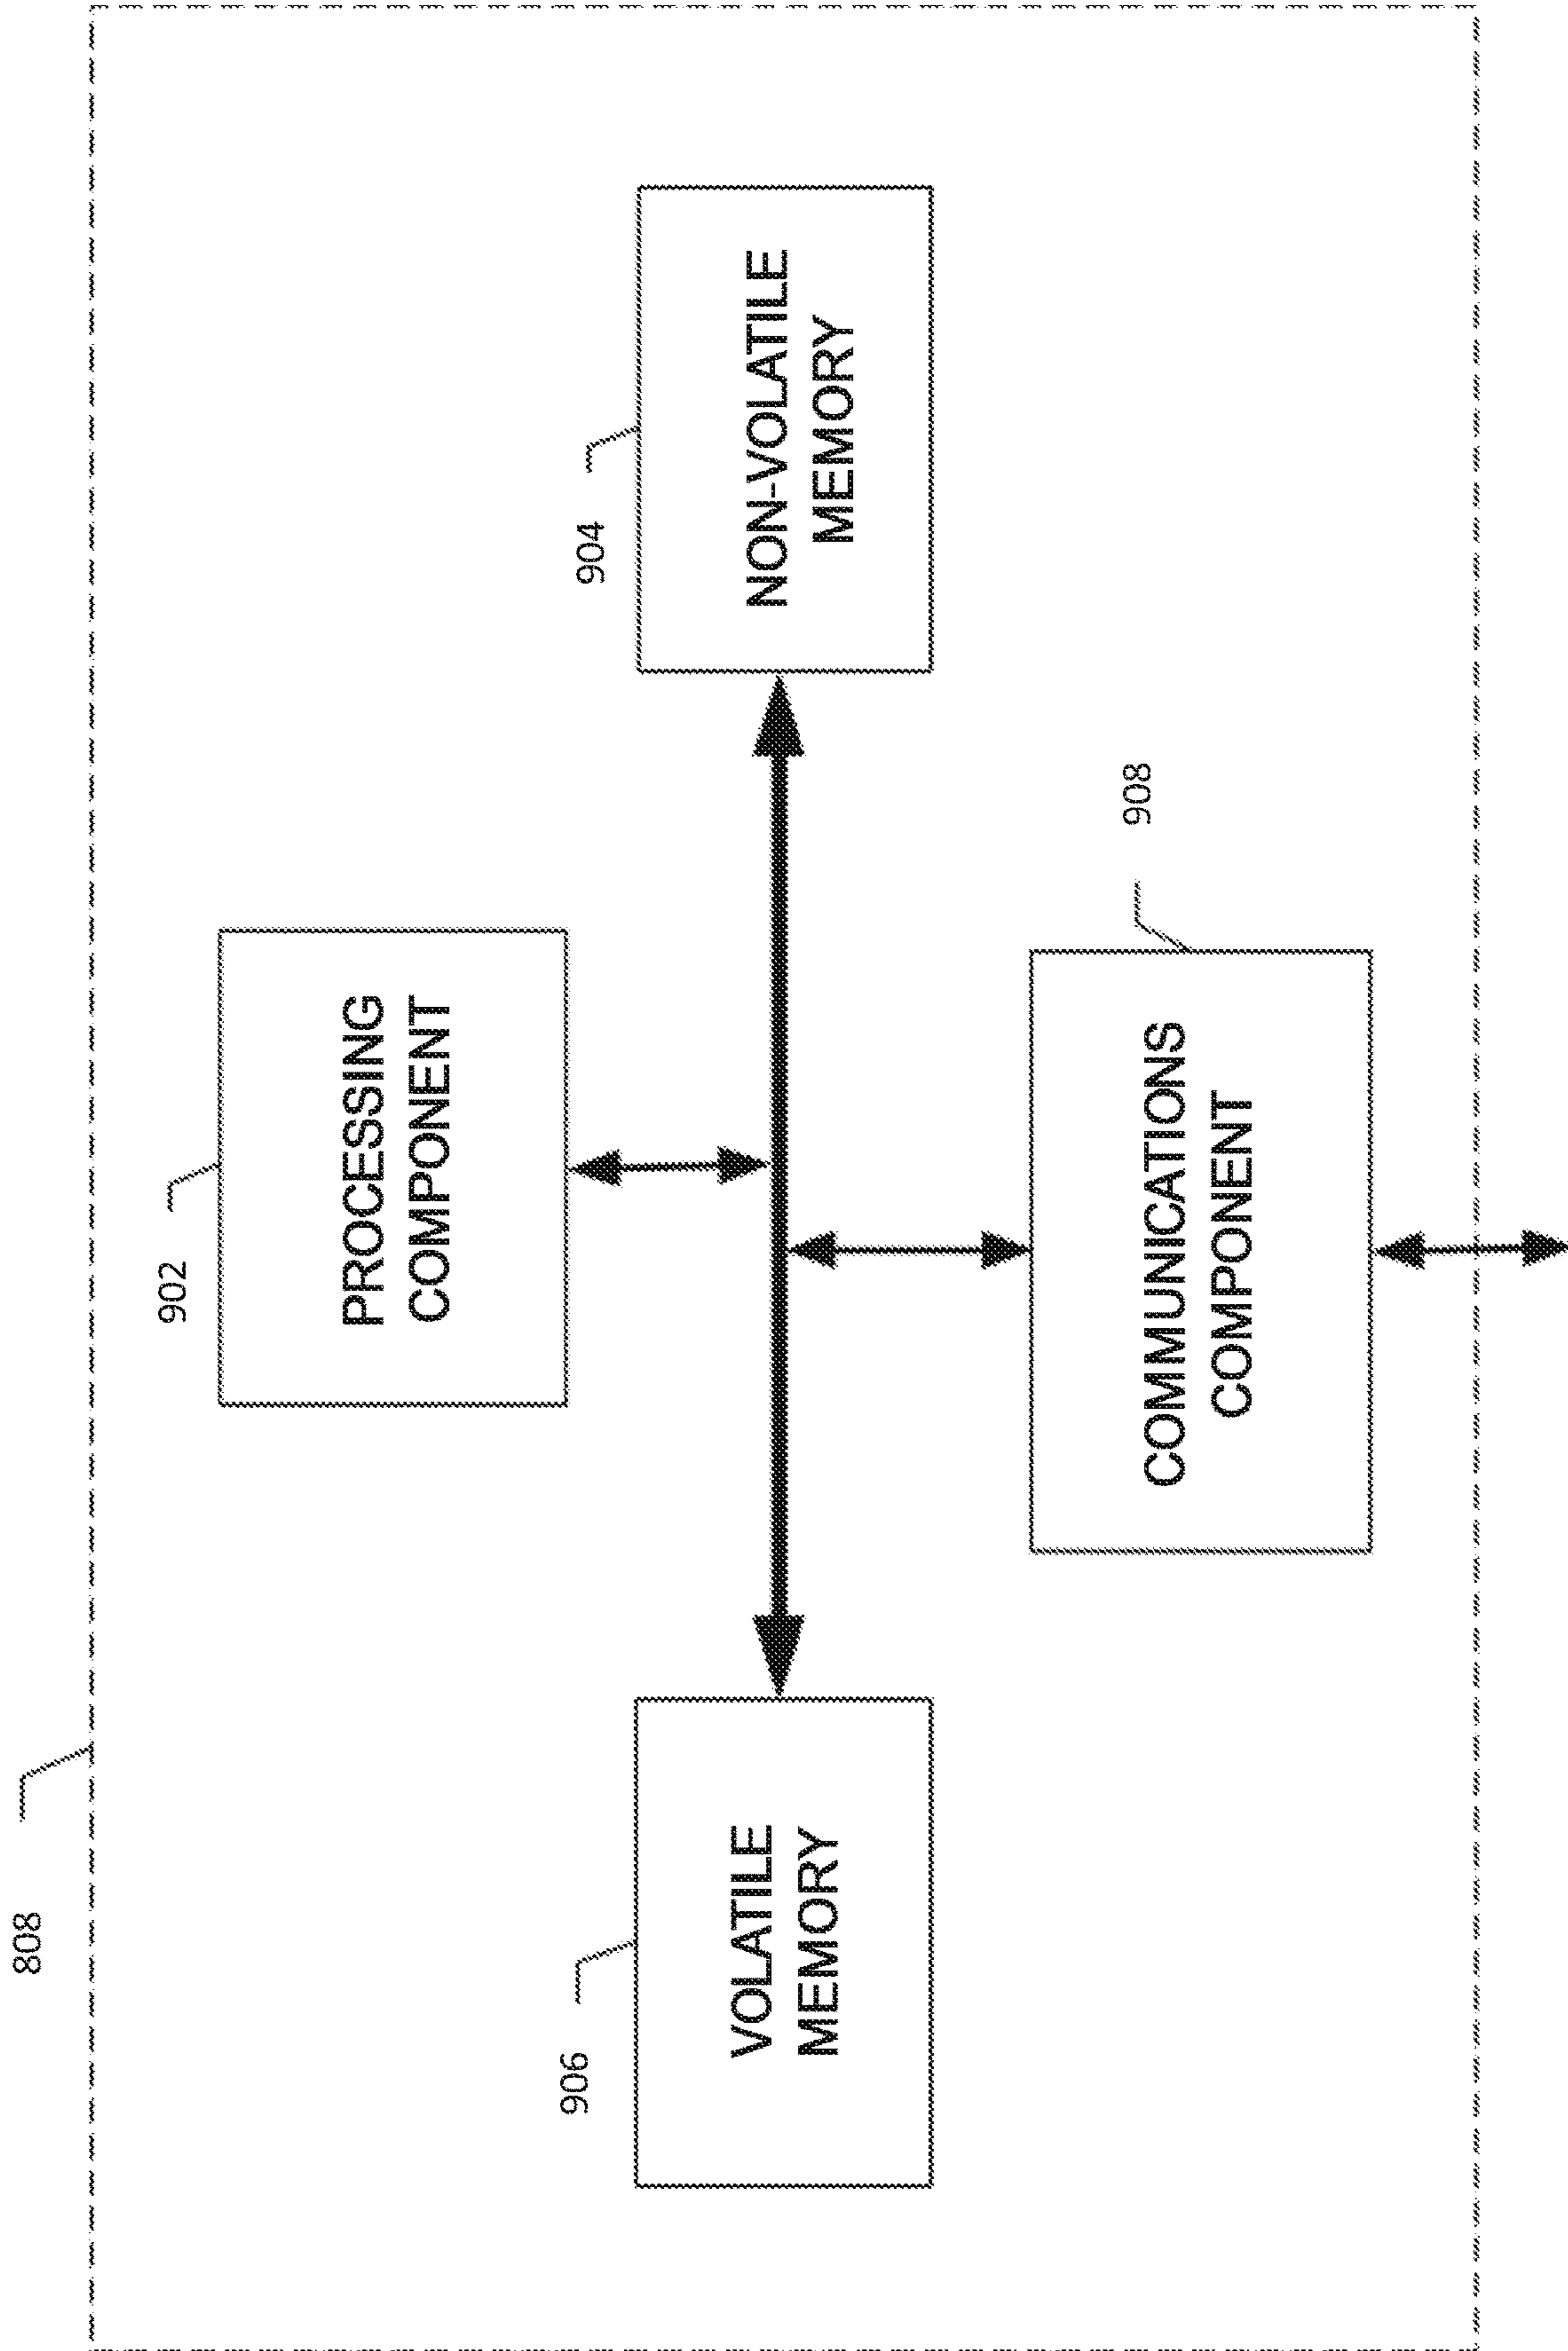 808
902
PROCESSING
COMPONENT
906
VOLATILE
MEMORY
904
NON-VOLATILE
MEMORY
908
COMMUNICATIONS
COMPONENT